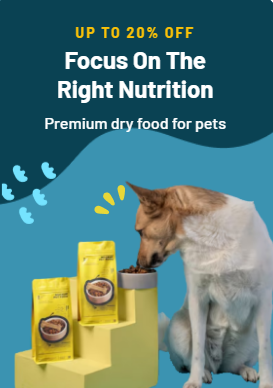 UP TO 20% OFF
Focus On The
Right Nutrition
Premium dry food for pets